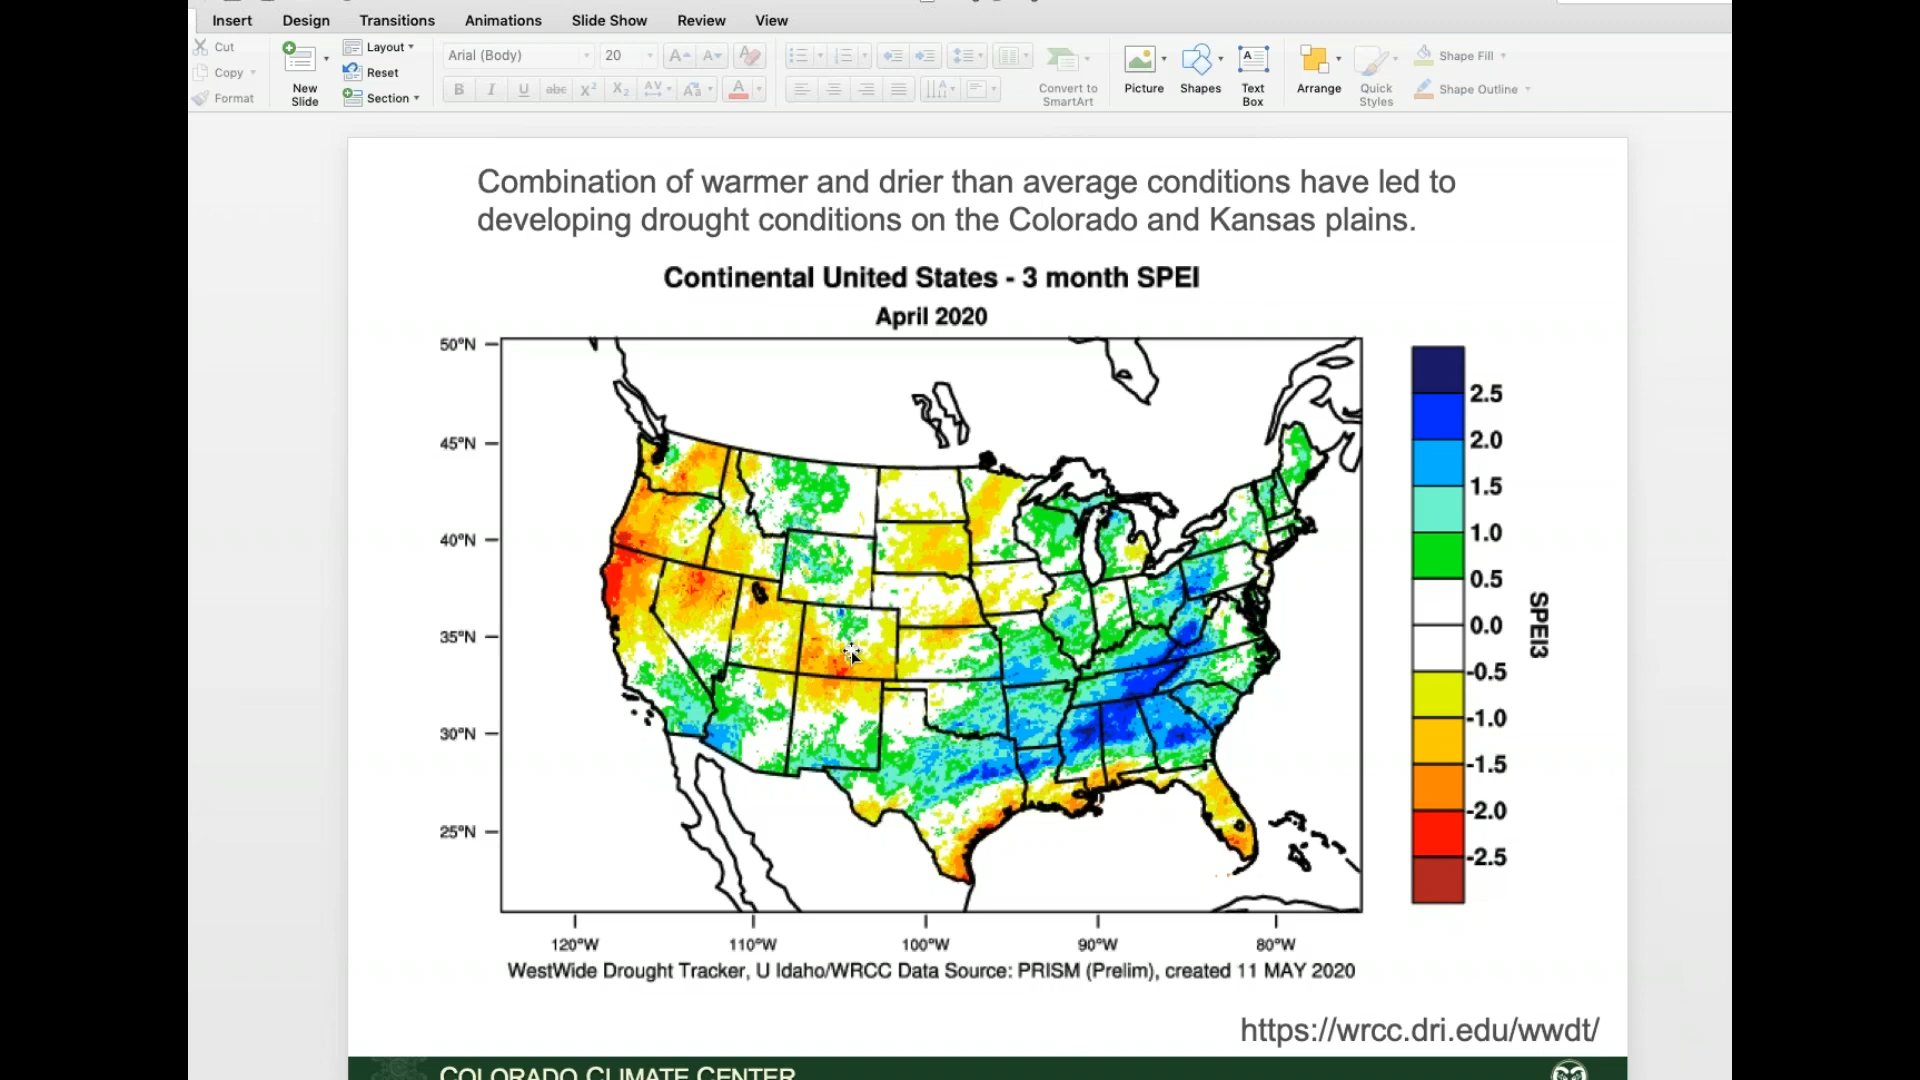 Insert Design Transitions Animations Slide Show Review View
Cut
Copy
Format
New
Slide
Layout
Reset
Section
Arial (Body) 20
Convert to
SmartArt
Picture Shapes Text
Box
Arrange Quick
Styles
Shape Fill
Shape Outline
Combination of warmer and drier than average conditions have led to
developing drought conditions on the Colorado and Kansas plains.
Continental United States - 3 month SPEI
April 2020
50°N
45°N
40°N
35°N
30°N
25°N
120°W 110°W 100°W 90°W 80°W
2.5
2.0
1.5
1.0
0.5
0.0
-0.5
-1.0
-1.5
-2.0
-2.5
SPEI3
WestWide Drought Tracker, U Idaho/WRCC Data Source: PRISM (Prelim), created 11 MAY 2020
https://wrcc.dri.edu/wwdt/
COLORADO CLIMATE CENTER